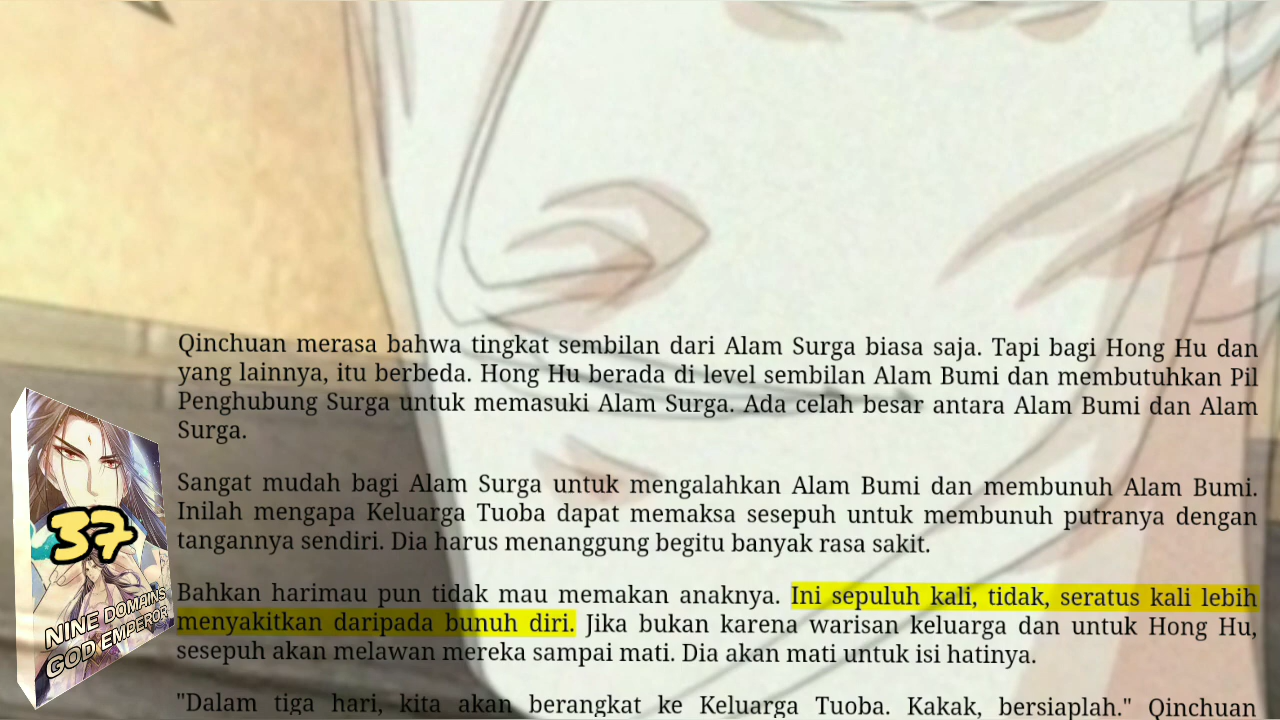 Qinchuan merasa bahwa tingkat sembilan dari Alam Surga biasa saja. Tapi bagi Hong Hu dan
yang lainnya, itu berbeda. Hong Hu berada di level sembilan Alam Bumi dan membutuhkan Pil
Penghubung Surga untuk memasuki Alam Surga. Ada celah besar antara Alam Bumi dan Alam
Surga.
Sangat mudah bagi Alam Surga untuk mengalahkan Alam Bumi dan membunuh Alam Bumi.
Inilah mengapa Keluarga Tuoba dapat memaksa sesepuh untuk membunuh putranya dengan
tangannya sendiri. Dia harus menanggung begitu banyak rasa sakit.
Bahkan harimau pun tidak mau memakan anaknya. Ini sepuluh kali, tidak, seratus kali lebih
menyakitkan daripada bunuh diri. Jika bukan karena warisan keluarga dan untuk Hong Hu,
sesepuh akan melawan mereka sampai mati. Dia akan mati untuk isi hatinya.
"Dalam tiga hari, kita akan berangkat ke Keluarga Tuoba. Kakak, bersiaplah." Qinchuan
37
NINE DOMAINS
GOD EMPEROR